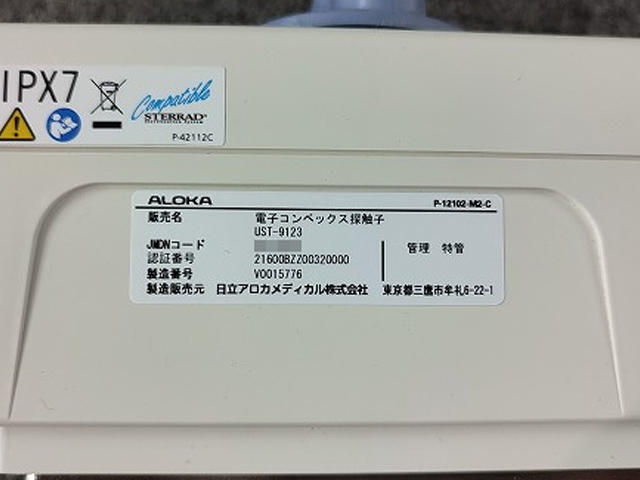 IPX7
Compatible
STERRAD®
P-42112C
ALOKA
P-12102-M2-C
販売名 電子コンベックス探触子
UST-9123
JMDNコード
認証番号 21600BZZ00320000
管理 特管
製造番号 V0015776
製造販売元 日立アロカメディカル株式会社 東京都三鷹市牟礼6-22-1